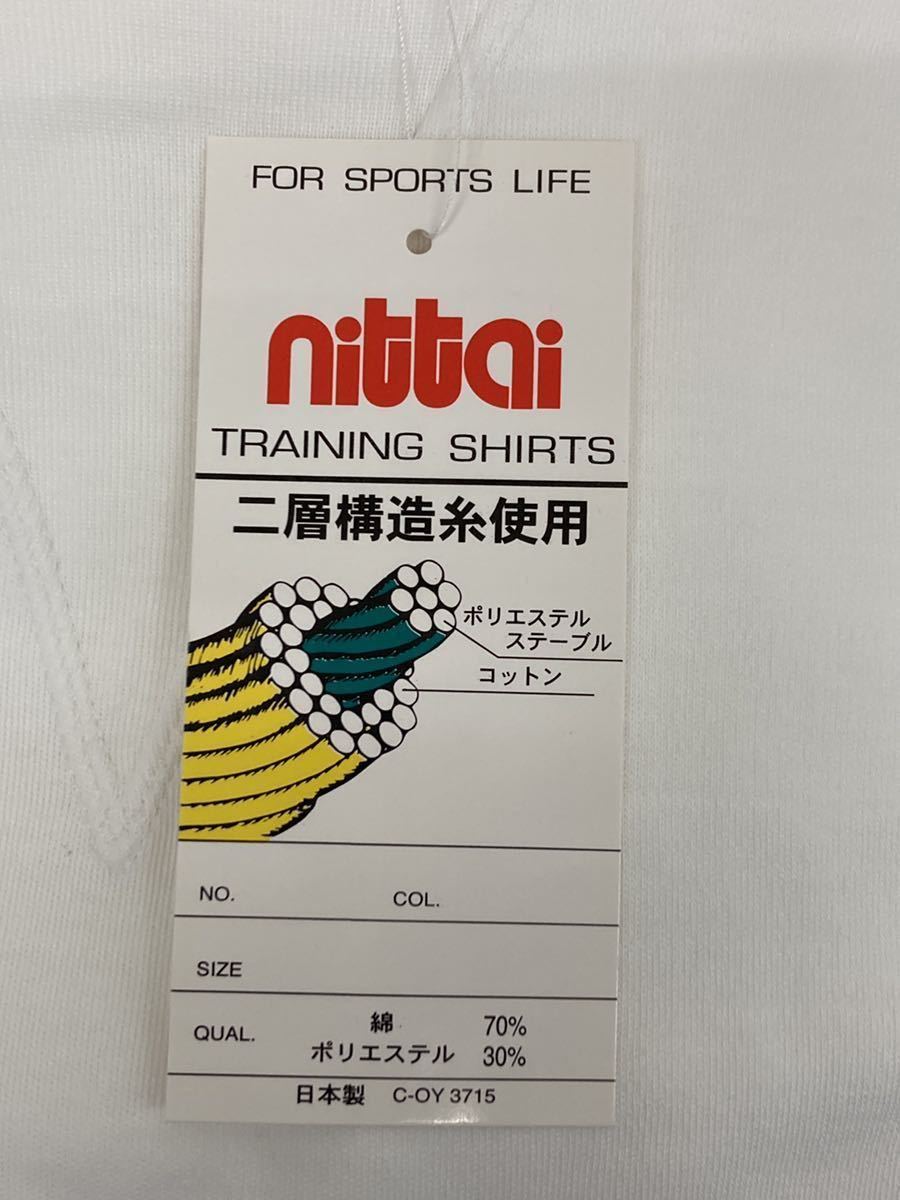 FOR SPORTS LIFE
nittai
TRAINING SHIRTS
二層構造糸使用
ポリエステル
ステーブル
コットン
NO. COL.
SIZE
QUAL. 綿 70%
ポリエステル 30%
日本製 C-OY 3715